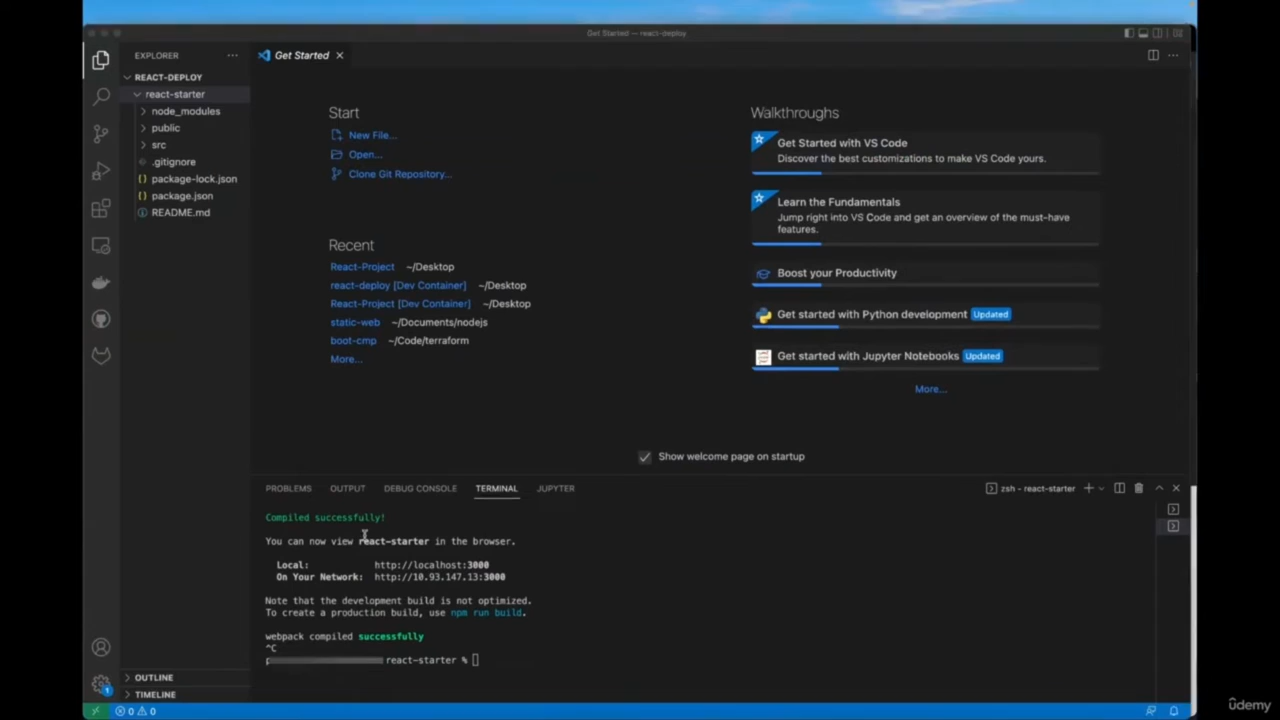 Get Started — react-deploy
EXPLORER
Get Started
REACT-DEPLOY
react-starter
node_modules
public
src
.gitignore
package-lock.json
package.json
README.md
OUTLINE
TIMELINE
Start
New File...
Open...
Clone Git Repository...
Recent
React-Project ~/Desktop
react-deploy [Dev Container] ~/Desktop
React-Project [Dev Container] ~/Desktop
static-web ~/Documents/nodejs
boot-cmp ~/Code/terraform
More...
Walkthroughs
Get Started with VS Code
Discover the best customizations to make VS Code yours.
Learn the Fundamentals
Jump right into VS Code and get an overview of the must-have
features.
Boost your Productivity
Get started with Python development Updated
Get started with Jupyter Notebooks Updated
More...
Show welcome page on startup
PROBLEMS OUTPUT DEBUG CONSOLE TERMINAL JUPYTER
zsh - react-starter
Compiled successfully!
You can now view react-starter in the browser.
Local: http://localhost:3000
On Your Network: http://10.93.147.13:3000
Note that the development build is not optimized.
To create a production build, use npm run build.
webpack compiled successfully
^C
react-starter %
1
0 0
udemy